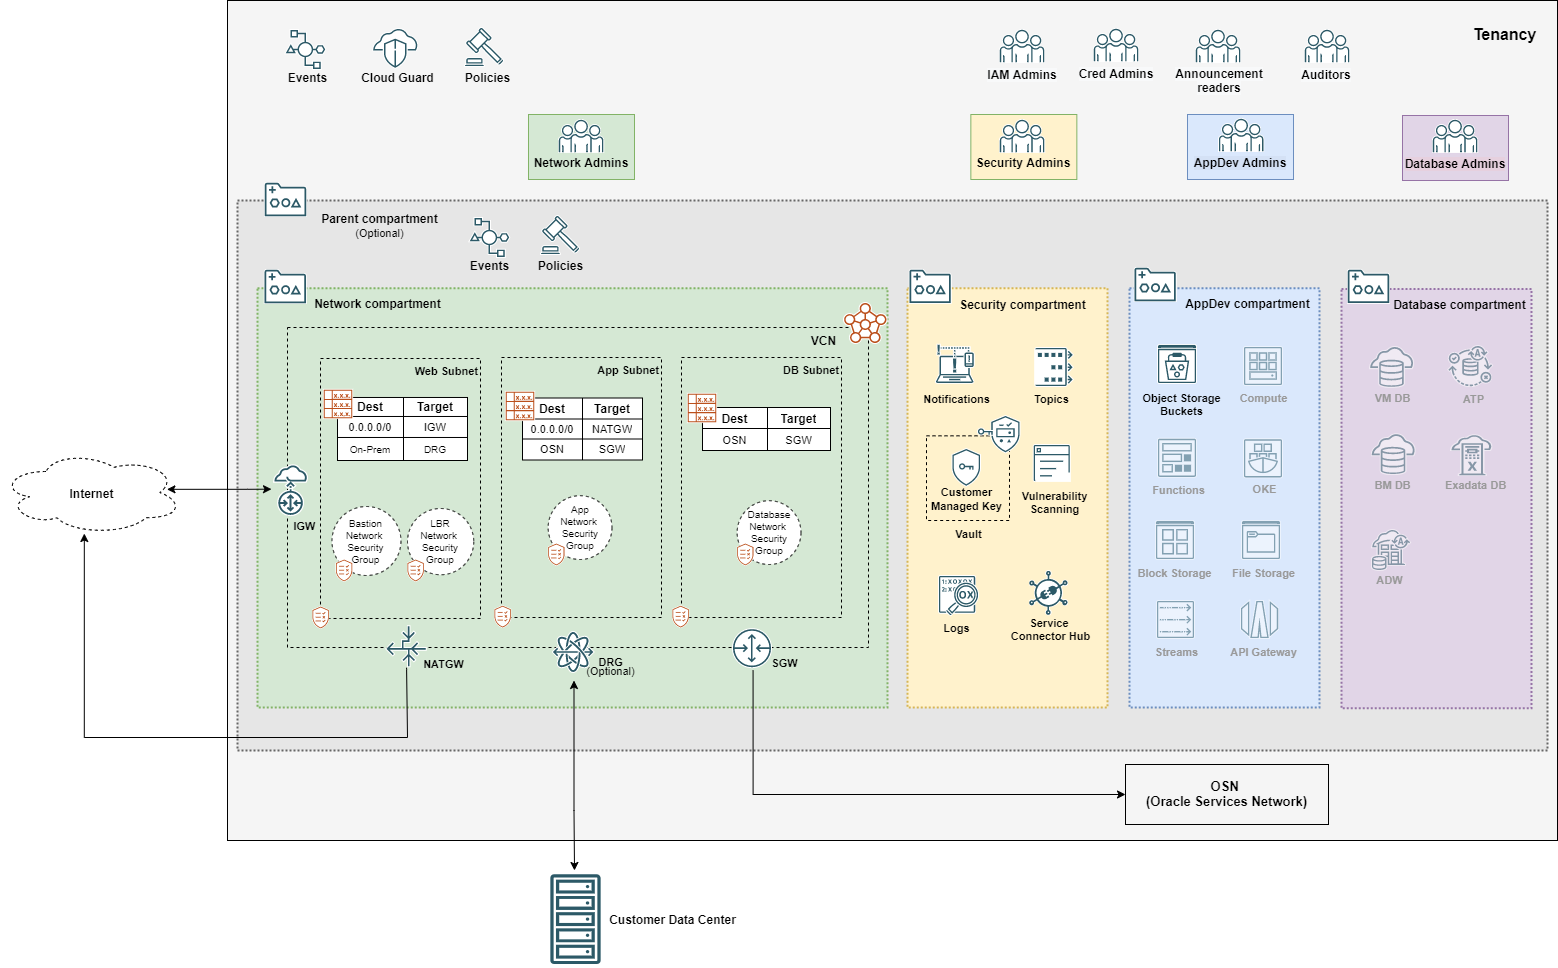 Tenancy
Events
Cloud Guard
Policies
IAM Admins
Cred Admins
Announcement
readers
Auditors
Network Admins
Security Admins
AppDev Admins
Database Admins
Parent compartment
(Optional)
Events
Policies
Network compartment
VCN
Web Subnet
Dest
Target
0.0.0.0/0
IGW
On-Prem
DRG
Bastion
Network
Security
Group
LBR
Network
Security
Group
App Subnet
Dest
Target
0.0.0.0/0
NATGW
OSN
SGW
App
Network
Security
Group
DB Subnet
Dest
Target
OSN
SGW
Database
Network
Security
Group
Internet
IGW
NATGW
DRG
(Optional)
SGW
Security compartment
Notifications
Topics
Customer
Managed Key
Vault
Vulnerability
Scanning
Logs
Service
Connector Hub
AppDev compartment
Object Storage
Buckets
Compute
Functions
OKE
Block Storage
File Storage
Streams
API Gateway
Database compartment
VM DB
ATP
BM DB
Exadata DB
ADW
OSN
(Oracle Services Network)
Customer Data Center